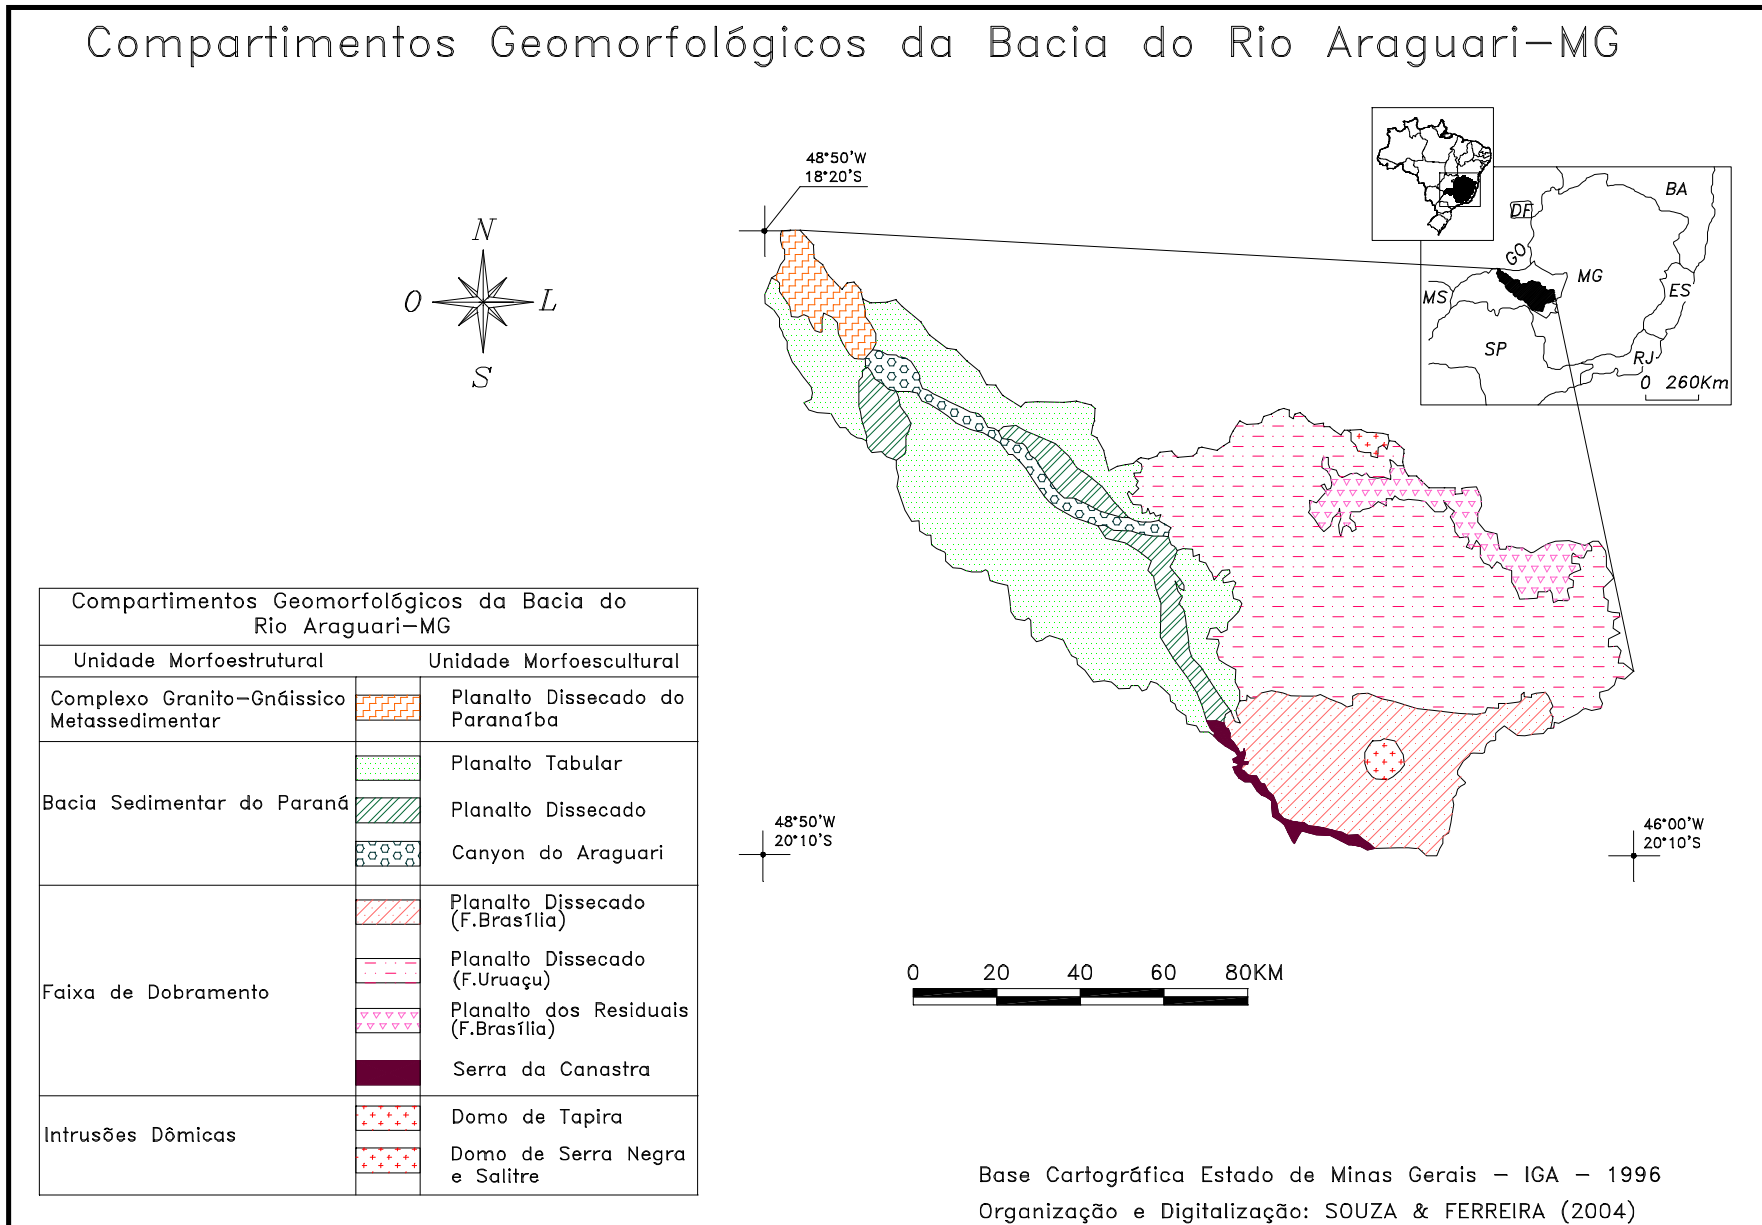 Compartimentos Geomorfológicos da Bacia do Rio Araguari-MG
48°50'W
18°20'S
N
O
L
S
BA
DF
GO
MG
MS
ES
SP
RJ
0 260Km
Compartimentos Geomorfológicos da Bacia do
Rio Araguari-MG
Unidade Morfoestrutural
Unidade Morfoescultural
Complexo Granito-Gnáissico
Metassedimentar
Planalto Dissecado do
Paranaíba
Bacia Sedimentar do Paraná
Planalto Tabular
Planalto Dissecado
Canyon do Araguari
Faixa de Dobramento
Planalto Dissecado
(F.Brasília)
Planalto Dissecado
(F.Uruaçu)
Planalto dos Residuais
(F.Brasília)
Serra da Canastra
Intrusões Dômicas
Domo de Tapira
Domo de Serra Negra
e Salitre
48°50'W
20°10'S
46°00'W
20°10'S
0 20 40 60 80KM
Base Cartográfica Estado de Minas Gerais - IGA - 1996
Organização e Digitalização: SOUZA & FERREIRA (2004)